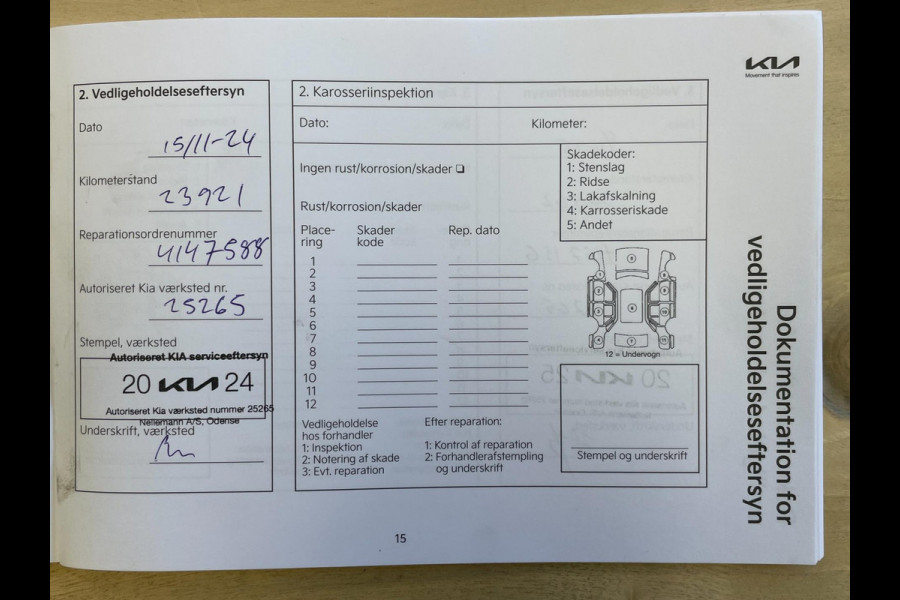 KIA
Movement that inspires
Dokumentation for
vedligeholdelseseftersyn
2. Vedligeholdelseseftersyn
Dato
15/11-24
Kilometerstand
23921
Reparationsordrenummer
4147588
Autoriseret Kia værksted nr.
25265
Stempel, værksted
Autoriseret KIA serviceeftersyn
20 KIA 24
Autoriseret Kia værksted nummer 25265
Nellemann A/S, Odense
Underskrift, værksted
2. Karosseriinspektion
Dato:
Kilometer:
Ingen rust/korrosion/skader
Skadekoder:
1: Stenslag
2: Ridse
3: Lakafskalning
4: Karrosseriskade
5: Andet
Rust/korrosion/skader
Place-
ring
Skader
kode
Rep. dato
1
2
3
4
5
6
7
8
9
10
11
12
12 = Undervogn
Vedligeholdelse
hos forhandler
1: Inspektion
2: Notering af skade
3: Evt. reparation
Efter reparation:
1: Kontrol af reparation
2: Forhandlerafstempling
og underskrift
Stempel og underskrift
15